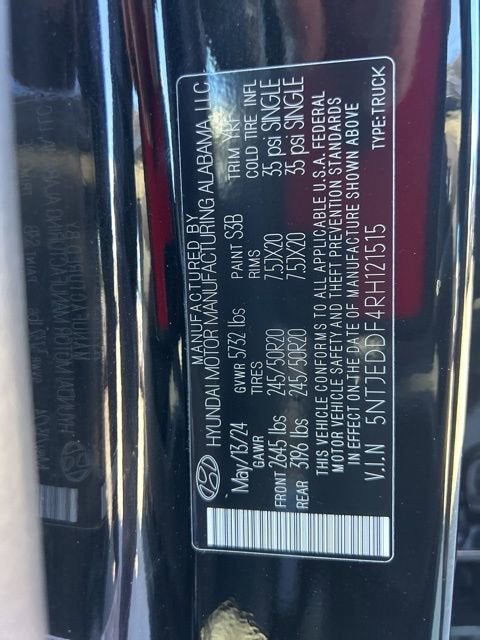 MANUFACTURED BY
HYUNDAI MOTOR MANUFACTURING ALABAMA, LLC.
May/13/24 GVWR 5732 lbs PAINT S3B TRIM YKF
GAWR TIRES RIMS COLD TIRE INFL
FRONT 2645 lbs 245/50R20 7.5JX20 35 psi SINGLE
REAR 3196 lbs 245/50R20 7.5JX20 35 psi SINGLE
THIS VEHICLE CONFORMS TO ALL APPLICABLE U.S.A. FEDERAL
MOTOR VEHICLE SAFETY AND THEFT PREVENTION STANDARDS
IN EFFECT ON THE DATE OF MANUFACTURE SHOWN ABOVE
V.I.N 5NTJEDDF4RH121515 TYPE:TRUCK